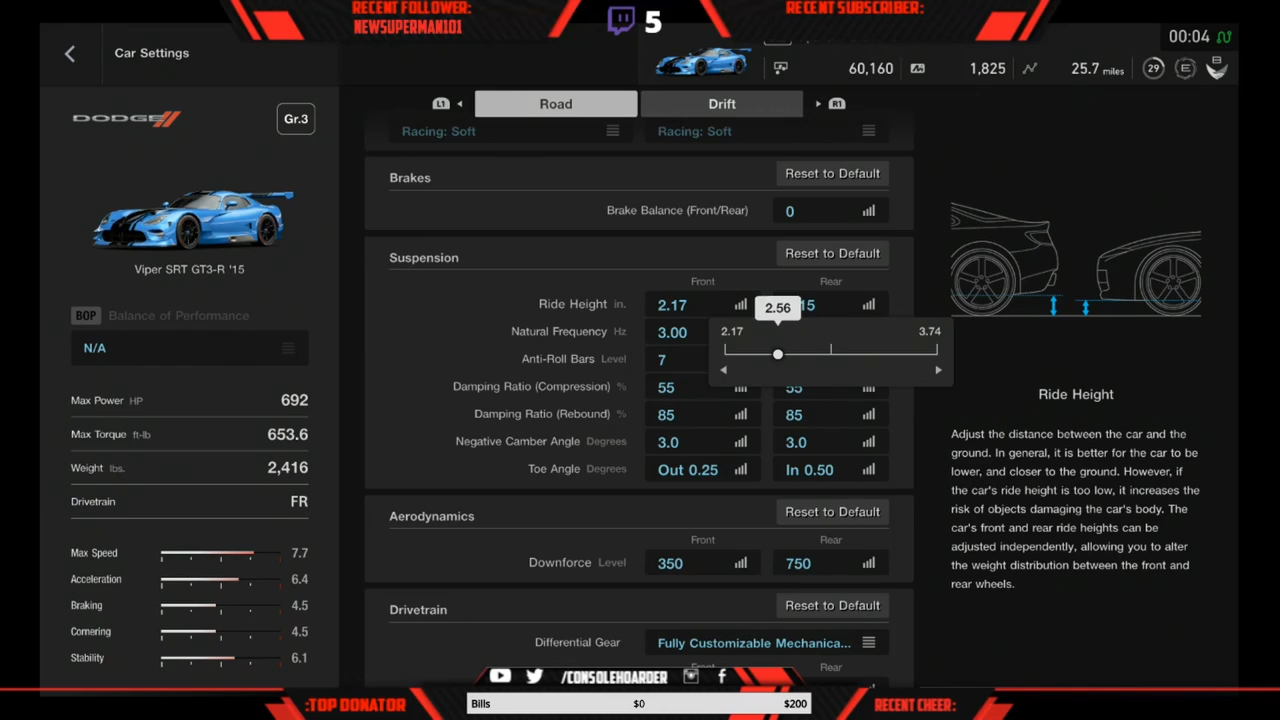 RECENT FOLLOWER:
NEWSUPERMAN101
5
RECENT SUBSCRIBER:
00:04
Car Settings
60,160
1,825
25.7 miles
29
E
L1
Road
Drift
R1
DODGE
Gr.3
Racing: Soft
Racing: Soft
Brakes
Reset to Default
Brake Balance (Front/Rear)
0
Viper SRT GT3-R '15
BOP Balance of Performance
N/A
Max Power HP
692
Max Torque ft-lb
653.6
Weight lbs.
2,416
Drivetrain
FR
Max Speed
7.7
Acceleration
6.4
Braking
4.5
Cornering
4.5
Stability
6.1
Suspension
Reset to Default
Front
Rear
Ride Height in.
2.17
15
2.56
2.17
3.74
Natural Frequency Hz
3.00
Anti-Roll Bars Level
7
Damping Ratio (Compression) %
55
55
Damping Ratio (Rebound) %
85
85
Negative Camber Angle Degrees
3.0
3.0
Toe Angle Degrees
Out 0.25
In 0.50
Aerodynamics
Reset to Default
Front
Rear
Downforce Level
350
750
Drivetrain
Reset to Default
Differential Gear
Fully Customizable Mechanica...
Front
Rear
Ride Height
Adjust the distance between the car and the
ground. In general, it is better for the car to be
lower, and closer to the ground. However, if
the car's ride height is too low, it increases the
risk of objects damaging the car's body. The
car's front and rear ride heights can be
adjusted independently, allowing you to alter
the weight distribution between the front and
rear wheels.
/CONSOLEHOARDER
:TOP DONATOR
Bills
$0
$200
RECENT CHEER: